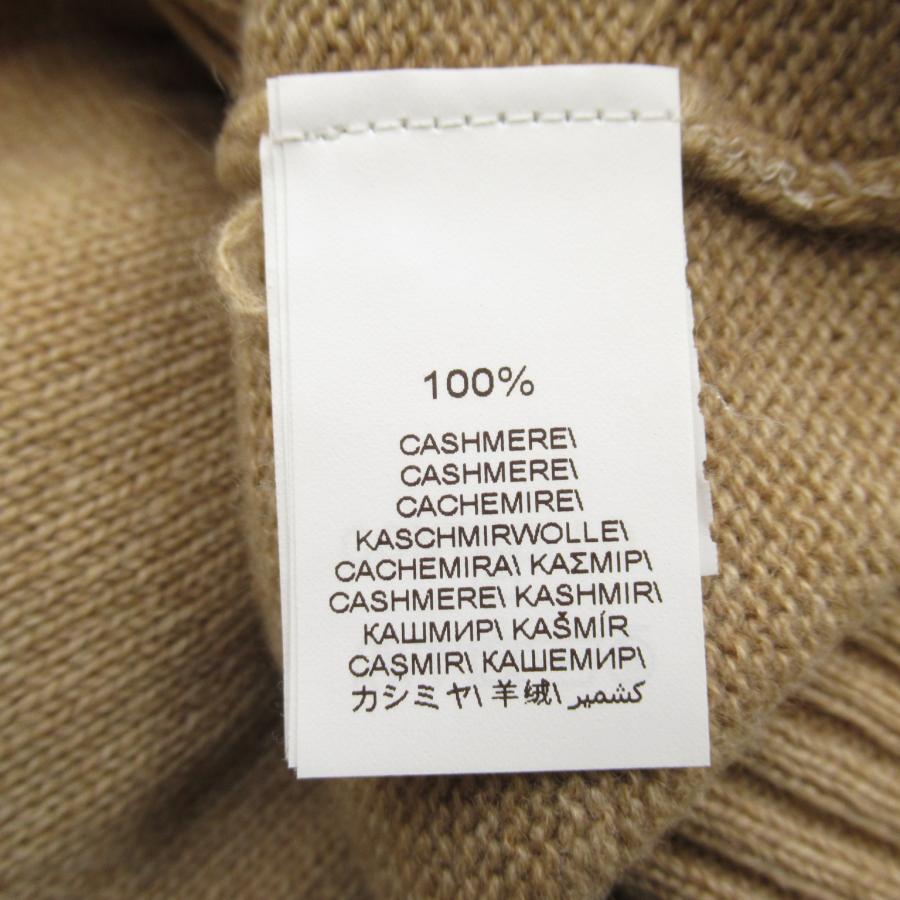 100%
CASHMERE\
CASHMERE\
CACHEMIRE\
KASCHMIRWOLLE\
CACHEMIRA\ ΚΑΣΜΙΡ\
CASHMERE\ KASHMIR\
КАШМИР\ KAŠMÍR
CAŞMIR\ КАШЕМИР\
カシミヤ\ 羊绒\ كشمير\